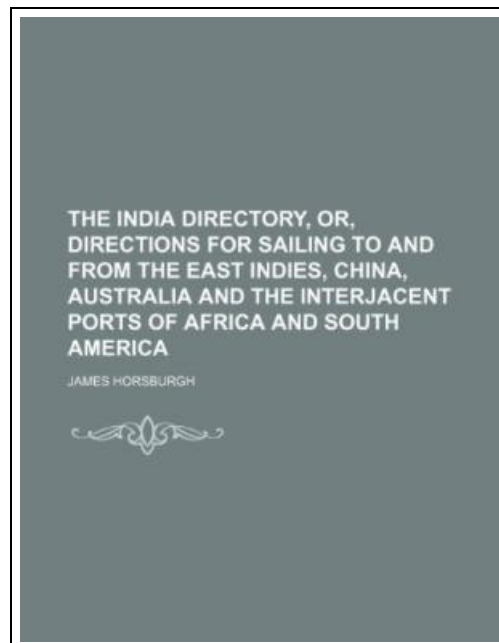 THE INDIA DIRECTORY, OR,
DIRECTIONS FOR SAILING TO AND
FROM THE EAST INDIES, CHINA,
AUSTRALIA AND THE INTERJACENT
PORTS OF AFRICA AND SOUTH
AMERICA
JAMES HORSBURGH